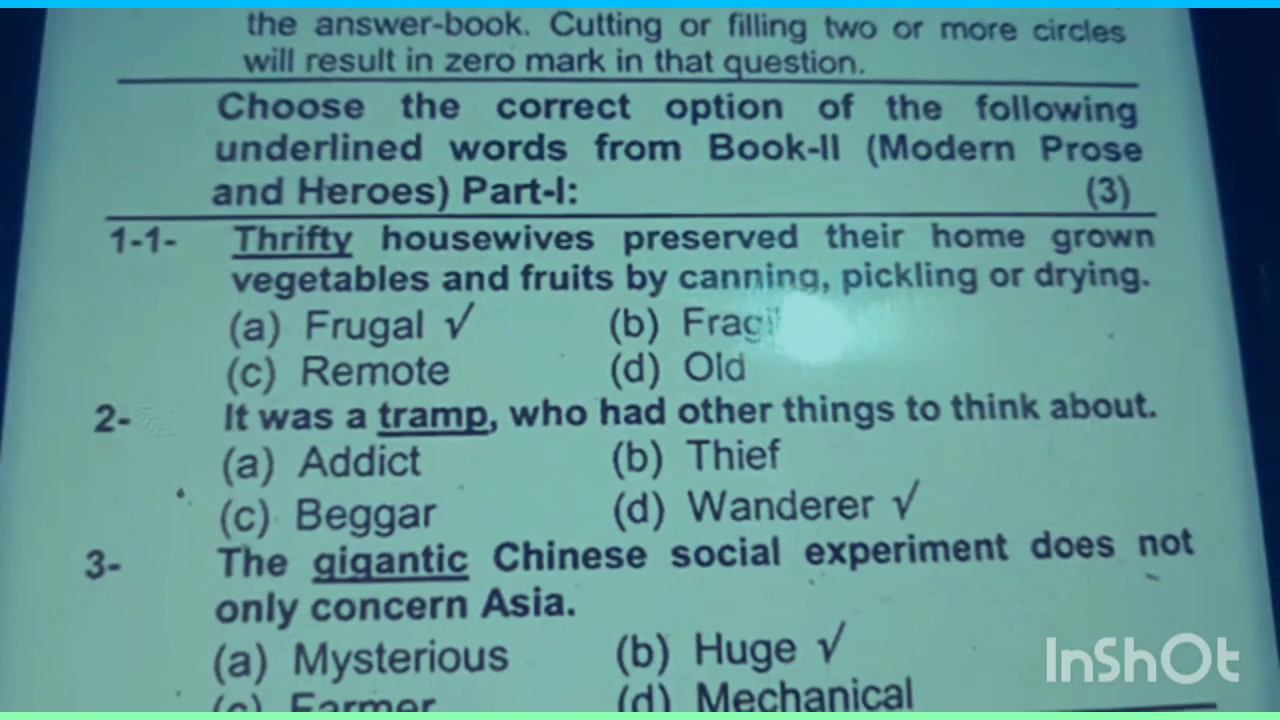 the answer-book. Cutting or filling two or more circles
will result in zero mark in that question.
Choose the correct option of the following
underlined words from Book-II (Modern Prose
and Heroes) Part-I: (3)
1-1- Thrifty housewives preserved their home grown
vegetables and fruits by canning, pickling or drying.
(a) Frugal √ (b)
(c) Remote (d) Old
2- It was a tramp, who had other things to think about.
(a) Addict (b) Thief
(c) Beggar (d) Wanderer √
3- The gigantic Chinese social experiment does not
only concern Asia.
(a) Mysterious (b) Huge √
(c) Farmer (d) Mechanical
InShOt